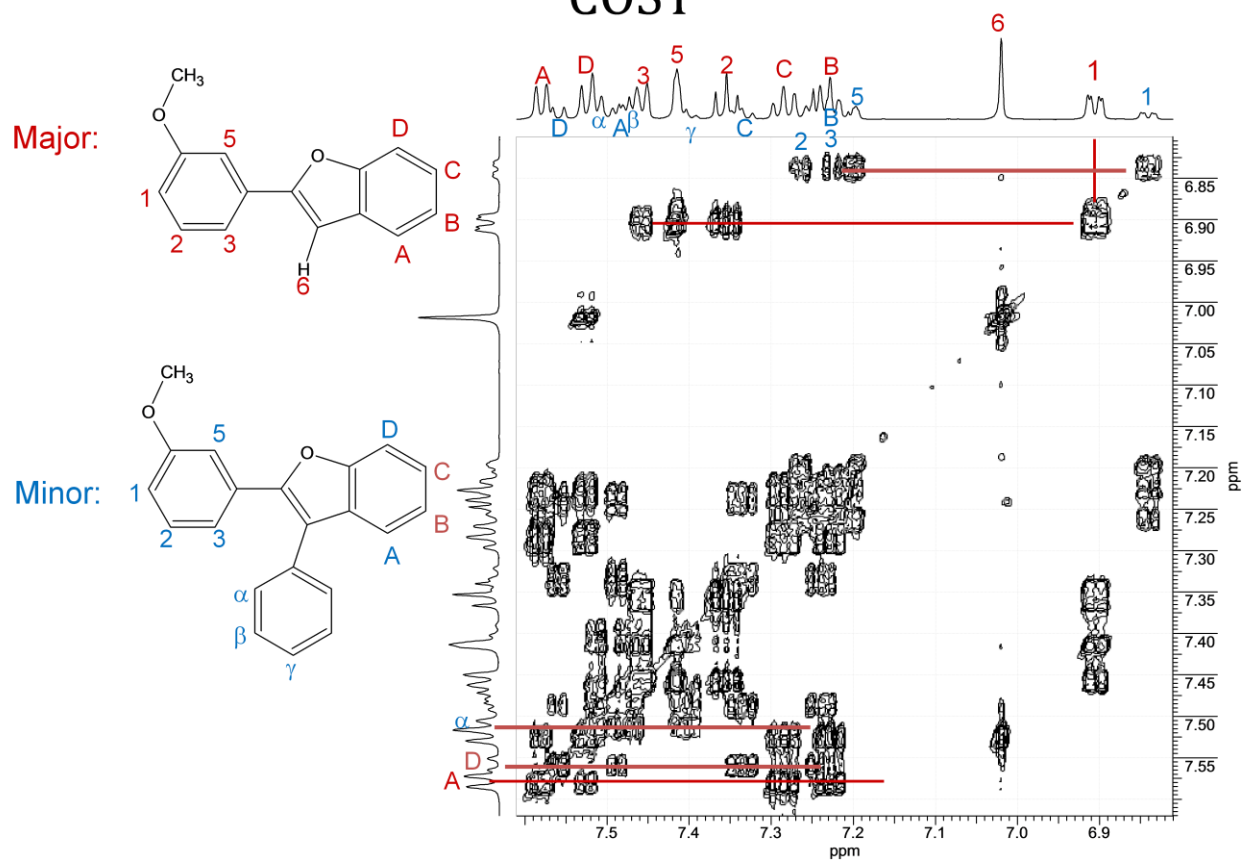 COSY
Major:
CH3
O
5
O
D
C
B
A
1
2
3
H
6
Minor:
CH3
O
5
O
D
C
B
A
1
2
3
α
β
γ
A
D
5
3
2
C
B
6
1
D
α
A
β
γ
C
2
B
3
5
1
α
D
A
6.85
6.90
6.95
7.00
7.05
7.10
7.15
7.20
7.25
7.30
7.35
7.40
7.45
7.50
7.55
ppm
7.5
7.4
7.3
7.2
7.1
7.0
6.9
ppm